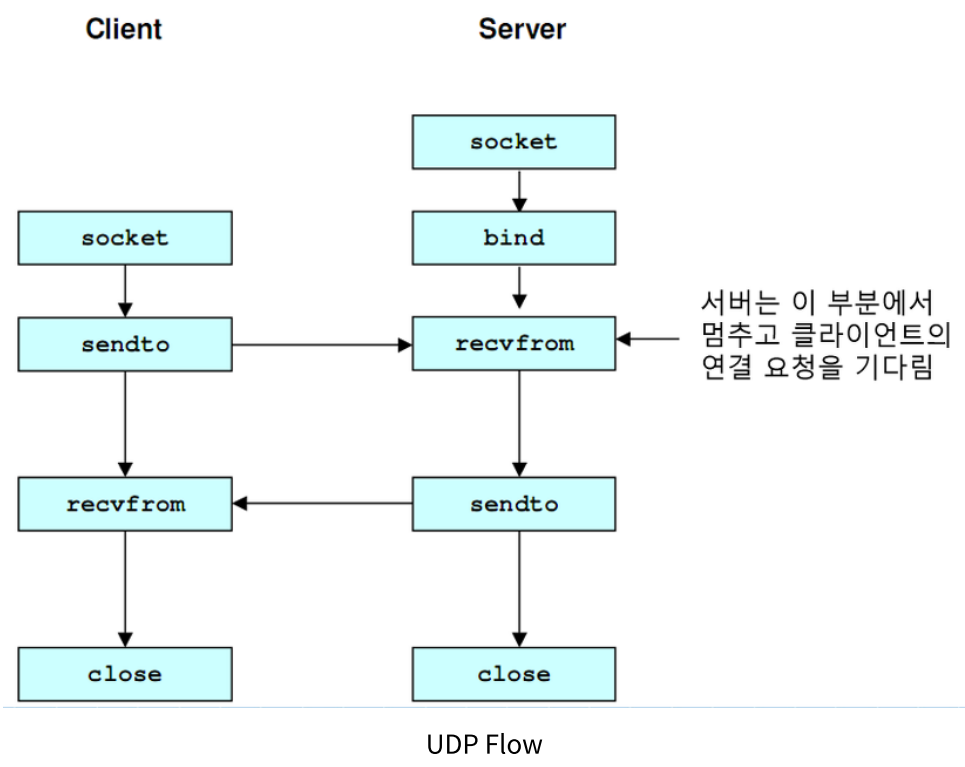 Client
Server
socket
socket
bind
sendto
recvfrom
서버는 이 부분에서
멈추고 클라이언트의
연결 요청을 기다림
recvfrom
sendto
close
close
UDP Flow